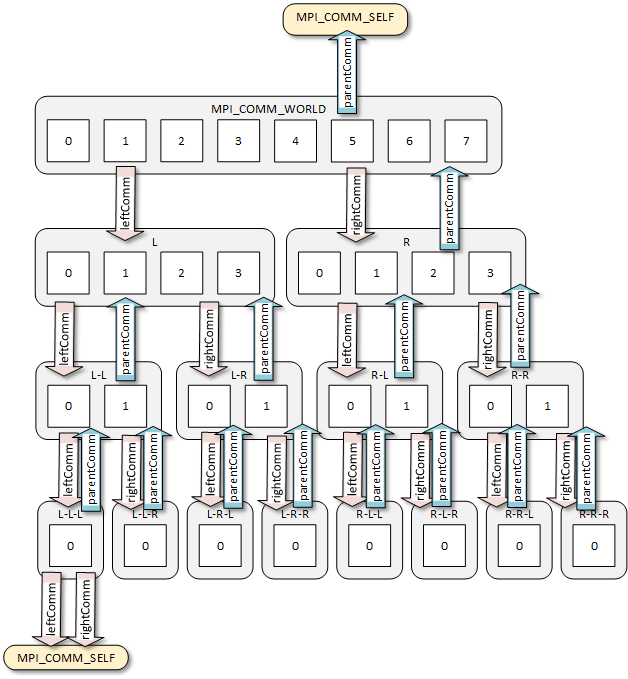 MPI_COMM_SELF
parentComm
MPI_COMM_WORLD
0 1 2 3 4 5 6 7
leftComm rightComm parentComm
L R
0 1 2 3 0 1 2 3
leftComm parentComm rightComm parentComm leftComm parentComm rightComm parentComm
L-L L-R R-L R-R
0 1 0 1 0 1 0 1
leftComm parentComm rightComm parentComm leftComm parentComm rightComm parentComm leftComm parentComm rightComm parentComm leftComm parentComm rightComm parentComm
L-L-L L-L-R L-R-L L-R-R R-L-L R-L-R R-R-L R-R-R
0 0 0 0 0 0 0 0
leftComm rightComm
MPI_COMM_SELF